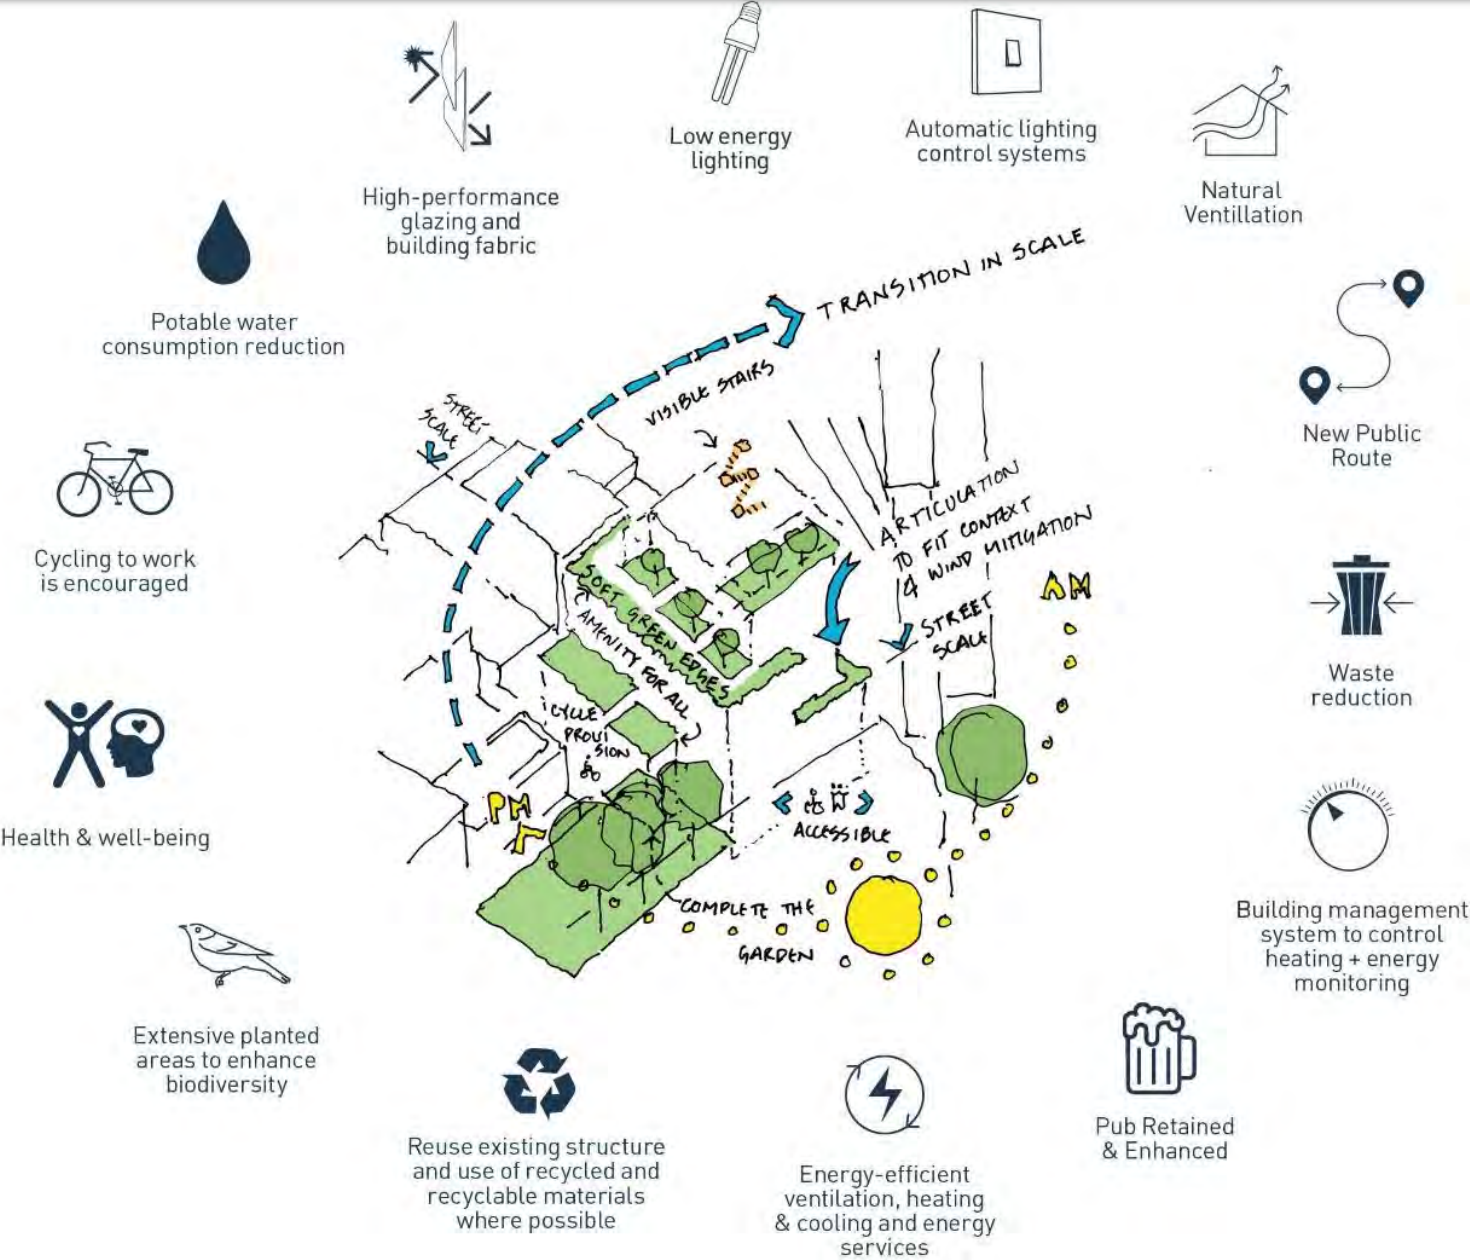 Low energy
lighting
Automatic lighting
control systems
High-performance
glazing and
building fabric
Natural
Ventillation
Potable water
consumption reduction
TRANSITION IN SCALE
VISIBLE STAIRS
STREET
SCALE
New Public
Route
ARTICULATION
TO FIT CONTEXT
& WIND MITIGATION
Cycling to work
is encouraged
AM
STREET
SCALE
SOFT GREEN EDGES
AMENITY FOR ALL
Waste
reduction
CYCLE
PROVI
SION
PM
Health & well-being
ACCESSIBLE
COMPLETE THE
GARDEN
Building management
system to control
heating + energy
monitoring
Extensive planted
areas to enhance
biodiversity
Pub Retained
& Enhanced
Reuse existing structure
and use of recycled and
recyclable materials
where possible
Energy-efficient
ventilation, heating
& cooling and energy
services